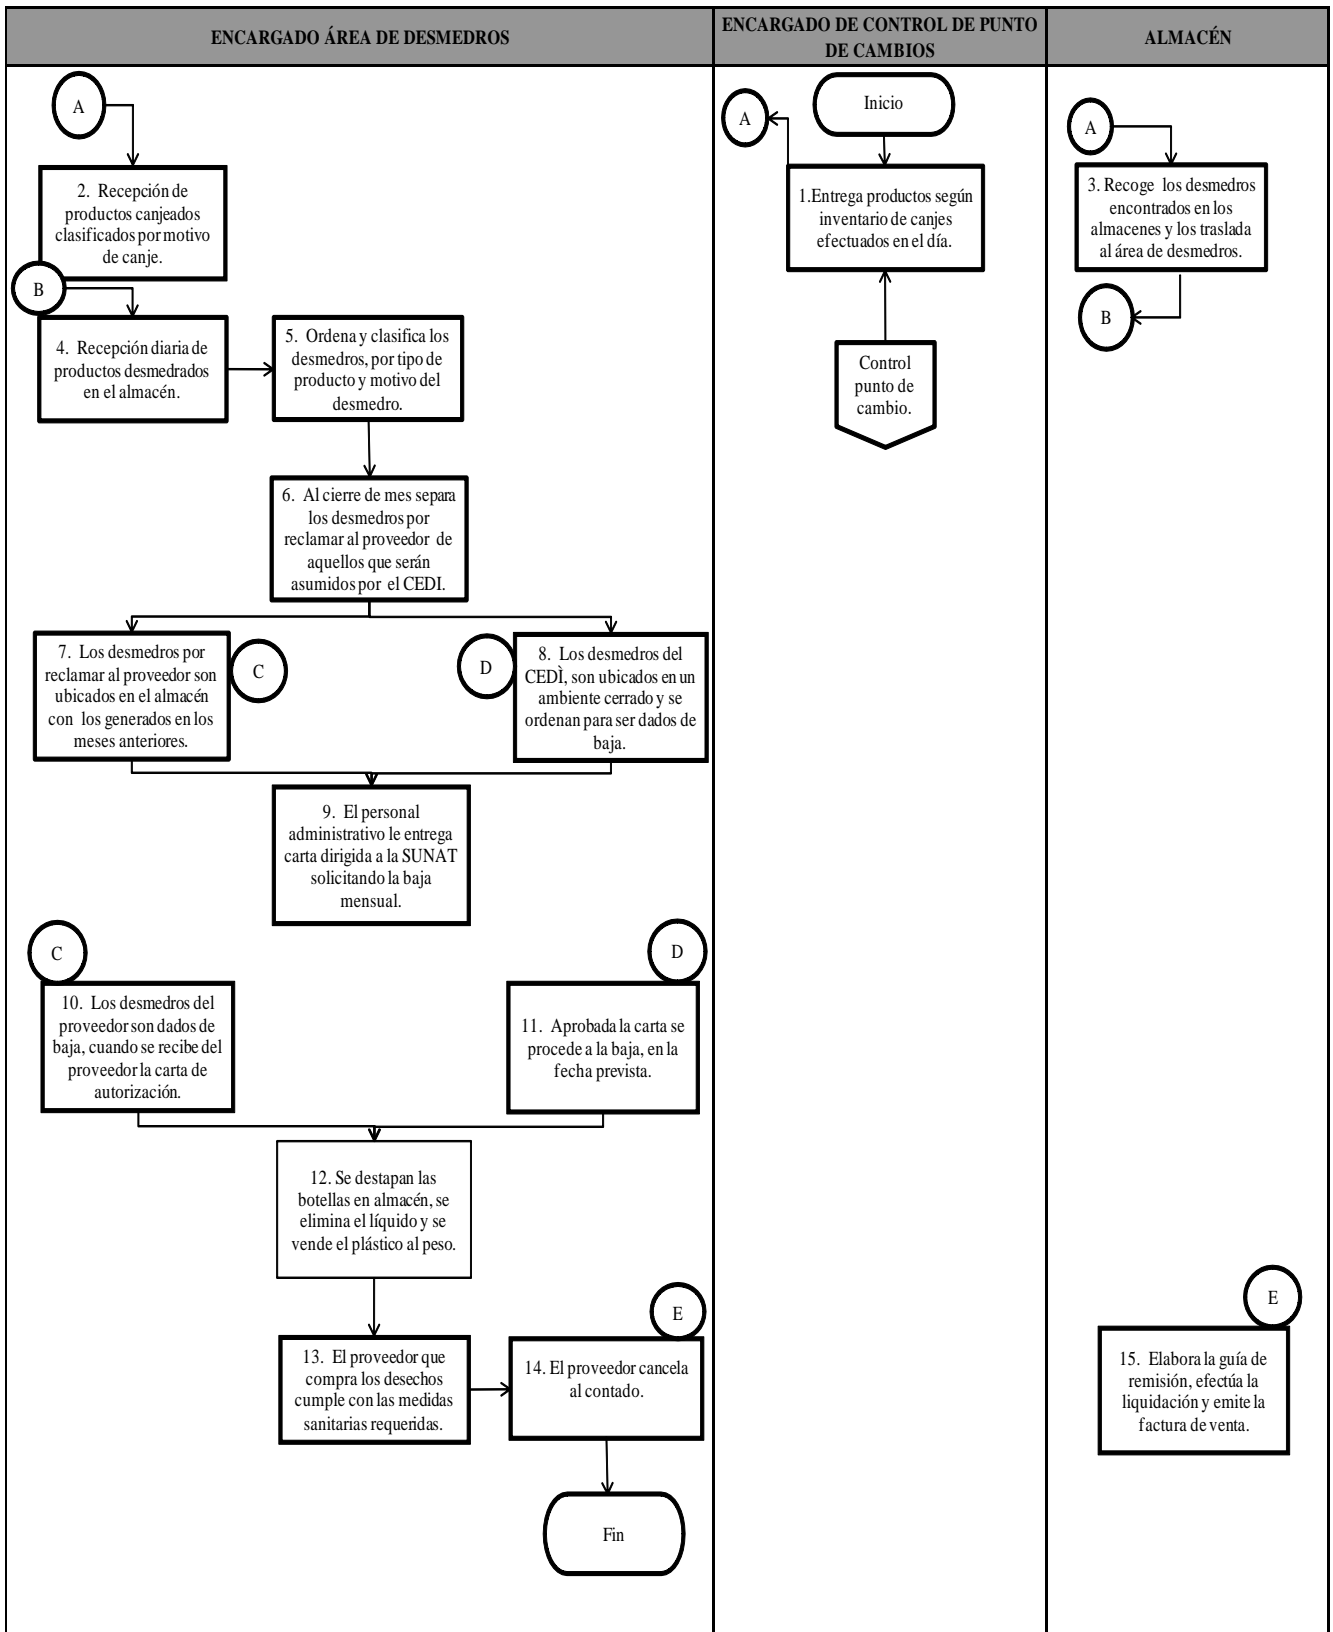 ENCARGADO ÁREA DE DESMEDROS
ENCARGADO DE CONTROL DE PUNTO
DE CAMBIOS
ALMACÉN
A
2. Recepción de
productos canjeados
clasificados por motivo
de canje.
B
4. Recepción diaria de
productos desmedrados
en el almacén.
5. Ordena y clasifica los
desmedros, por tipo de
producto y motivo del
desmedro.
6. Al cierre de mes separa
los desmedros por
reclamar al proveedor de
aquellos que serán
asumidos por el CEDI.
7. Los desmedros por
reclamar al proveedor son
ubicados en el almacén
con los generados en los
meses anteriores.
C
D
8. Los desmedros del
CEDÌ, son ubicados en un
ambiente cerrado y se
ordenan para ser dados de
baja.
9. El personal
administrativo le entrega
carta dirigida a la SUNAT
solicitando la baja
mensual.
C
10. Los desmedros del
proveedor son dados de
baja, cuando se recibe del
proveedor la carta de
autorización.
D
11. Aprobada la carta se
procede a la baja, en la
fecha prevista.
12. Se destapan las
botellas en almacén, se
elimina el líquido y se
vende el plástico al peso.
13. El proveedor que
compra los desechos
cumple con las medidas
sanitarias requeridas.
E
14. El proveedor cancela
al contado.
Fin
A
Inicio
1.Entrega productos según
inventario de canjes
efectuados en el día.
Control
punto de
cambio.
A
3. Recoge los desmedros
encontrados en los
almacenes y los traslada
al área de desmedros.
B
E
15. Elabora la guía de
remisión, efectúa la
liquidación y emite la
factura de venta.